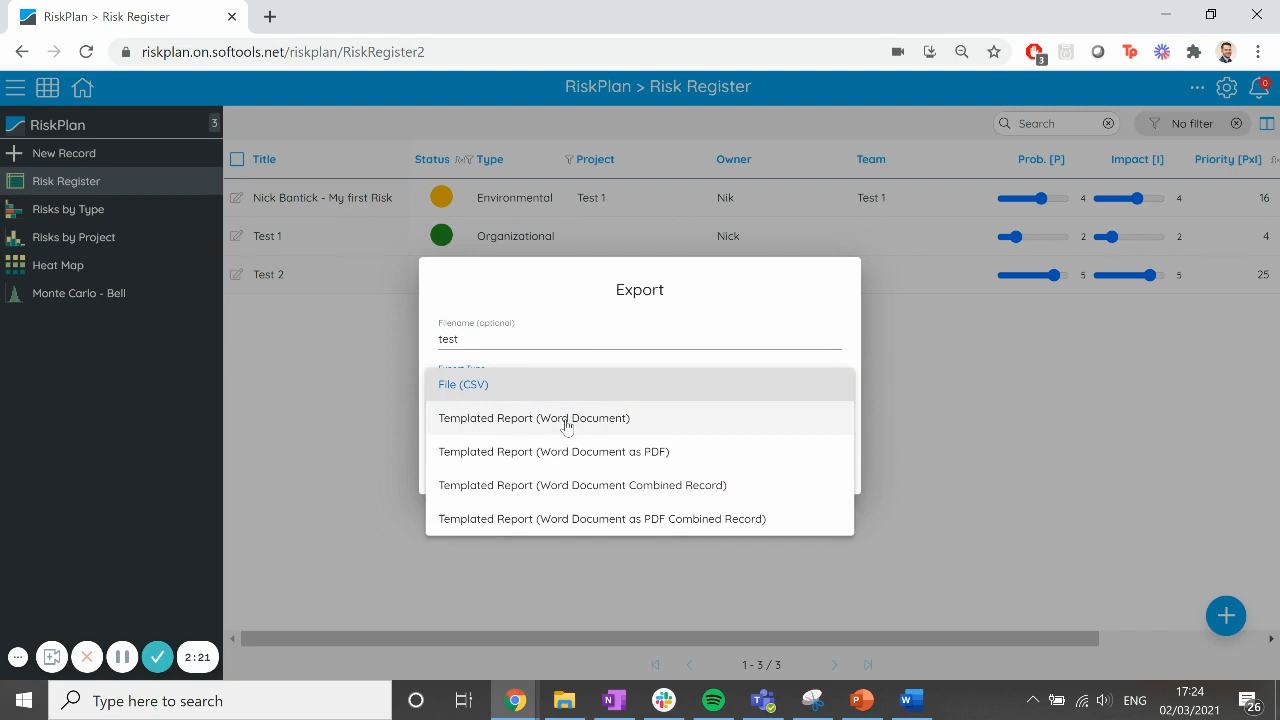 RiskPlan > Risk Register
riskplan.on.softools.net/riskplan/RiskRegister2
3
Tp
RiskPlan > Risk Register
0
RiskPlan
3
Search
No filter
New Record
Title
Status
Type
Project
Owner
Team
Prob. [P]
Impact [I]
Priority [PxI]
Risk Register
Nick Bantick - My first Risk
Environmental
Test 1
Nik
Test 1
4
4
16
Risks by Type
Risks by Project
Test 1
Organizational
Nick
2
2
4
Heat Map
Test 2
5
5
25
Monte Carlo - Bell
Export
Filename (optional)
test
Export Type
File (CSV)
Templated Report (Word Document)
Templated Report (Word Document as PDF)
Templated Report (Word Document Combined Record)
Templated Report (Word Document as PDF Combined Record)
2:21
1 - 3 / 3
Type here to search
ENG
17:24
02/03/2021
26